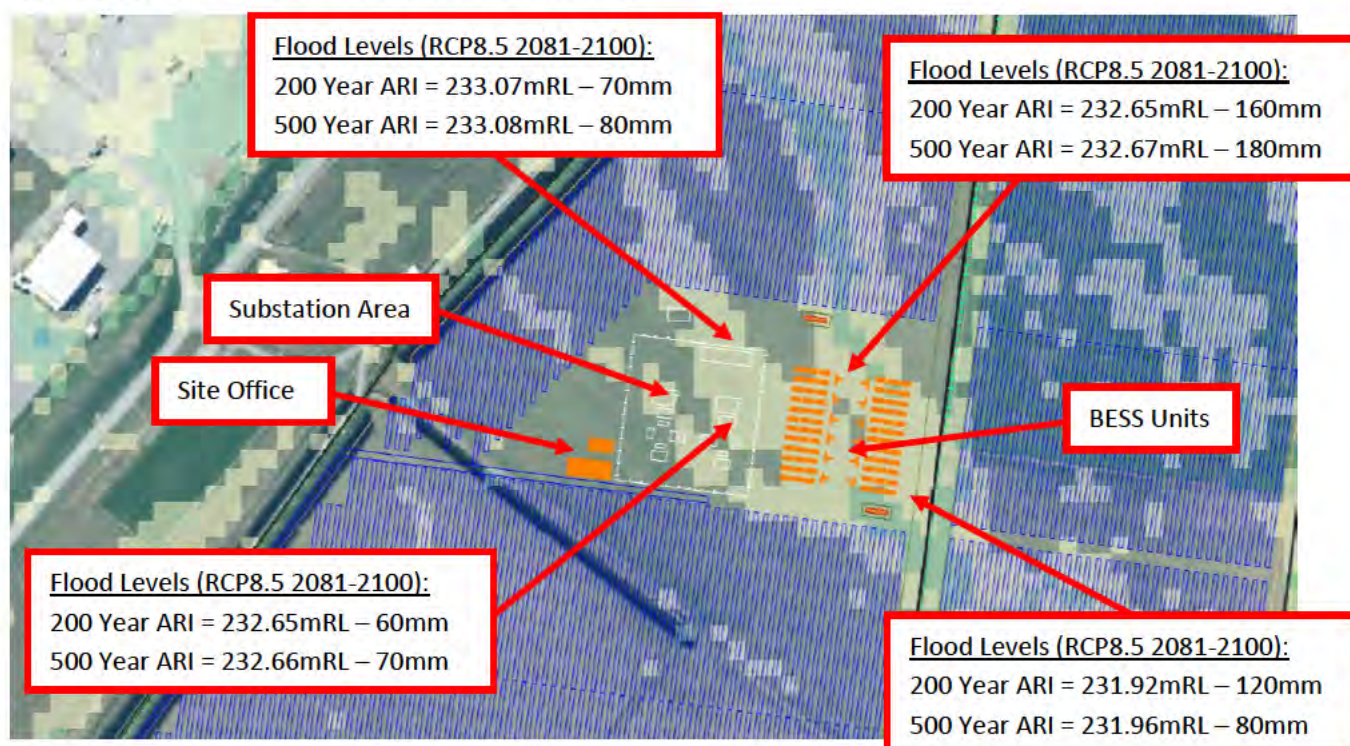 Flood Levels (RCP8.5 2081-2100):
200 Year ARI = 233.07mRL – 70mm
500 Year ARI = 233.08mRL – 80mm
Flood Levels (RCP8.5 2081-2100):
200 Year ARI = 232.65mRL – 160mm
500 Year ARI = 232.67mRL – 180mm
Substation Area
Site Office
BESS Units
Flood Levels (RCP8.5 2081-2100):
200 Year ARI = 232.65mRL – 60mm
500 Year ARI = 232.66mRL – 70mm
Flood Levels (RCP8.5 2081-2100):
200 Year ARI = 231.92mRL – 120mm
500 Year ARI = 231.96mRL – 80mm